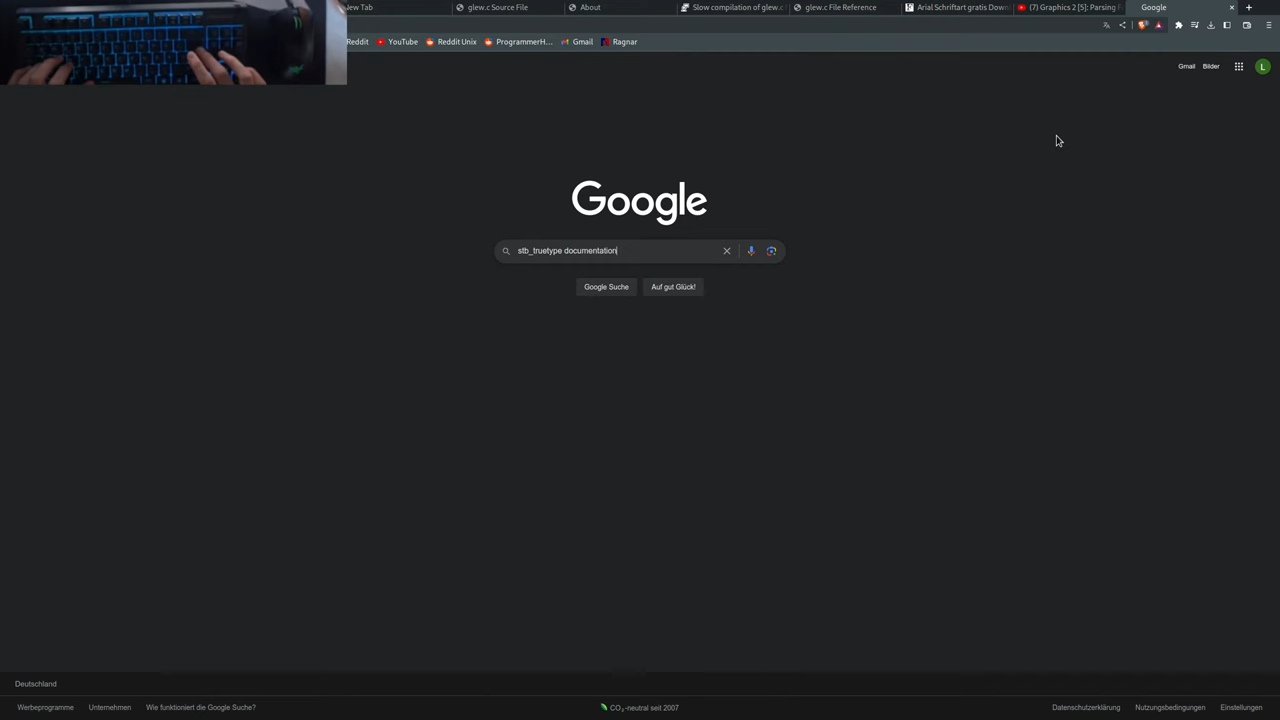 ew Tab
glew.c Source File
About
Slow compilation of glew.c
glew.c File Reference
Arial Schriftart gratis Down
(7) Graphics 2 [5]: Parsing F
Google
Reddit
YouTube
Reddit Unix
ProgrammerH...
Gmail
Ragnar
Gmail
Bilder
L
Google
stb_truetype documentation
Google Suche
Auf gut Glück!
Deutschland
Werbeprogramme
Unternehmen
Wie funktioniert die Google Suche?
CO₂-neutral seit 2007
Datenschutzerklärung
Nutzungsbedingungen
Einstellungen